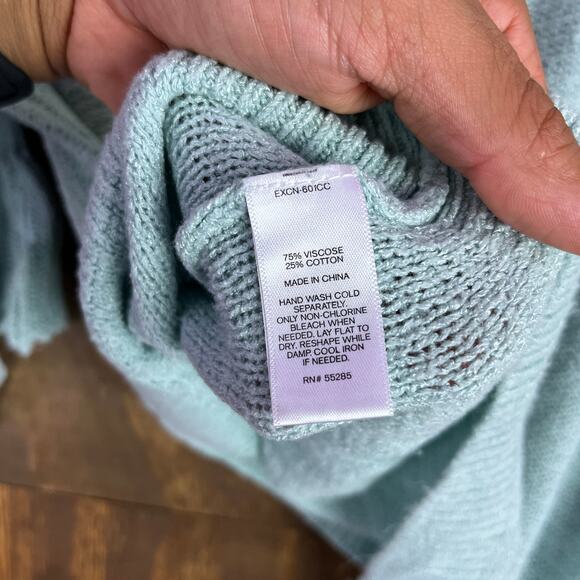 EXCN-601CC
75% VISCOSE
25% COTTON
MADE IN CHINA
HAND WASH COLD
SEPARATELY.
ONLY NON-CHLORINE
BLEACH WHEN
NEEDED. LAY FLAT TO
DRY. RESHAPE WHILE
DAMP. COOL IRON
IF NEEDED.
RN# 55285